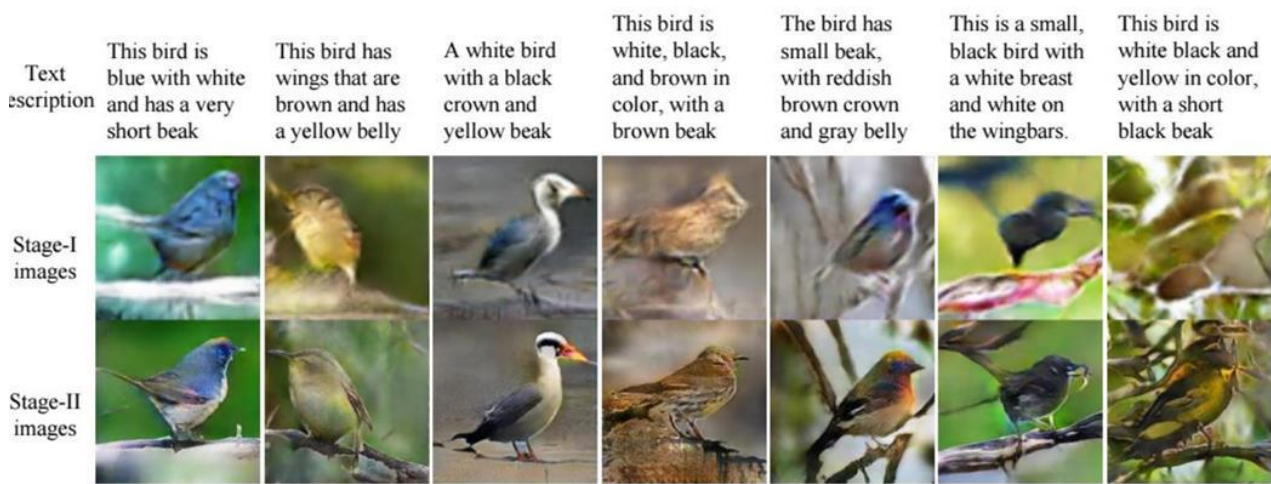 Text
escription
This bird is
blue with white
and has a very
short beak
This bird has
wings that are
brown and has
a yellow belly
A white bird
with a black
crown and
yellow beak
This bird is
white, black,
and brown in
color, with a
brown beak
The bird has
small beak,
with reddish
brown crown
and gray belly
This is a small,
black bird with
a white breast
and white on
the wingbars.
This bird is
white black and
yellow in color,
with a short
black beak
Stage-I
images
Stage-II
images